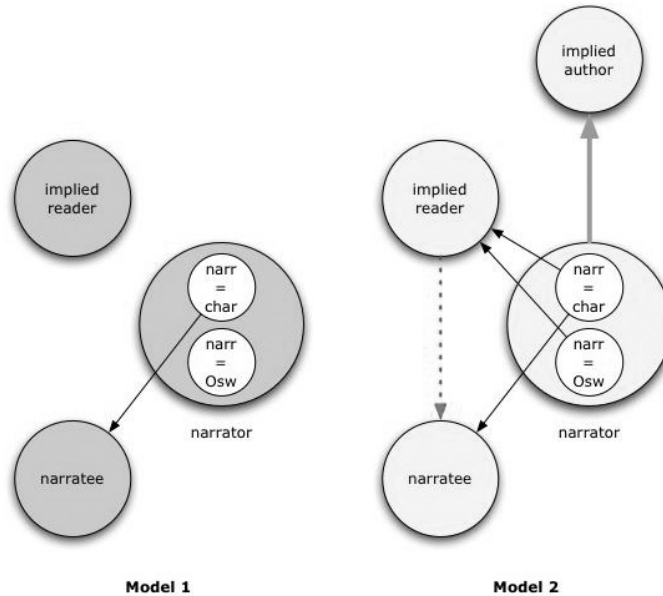 implied
reader
narr
=
char
narr
=
Osw
narrator
narratee
Model 1
implied
author
implied
reader
narr
=
char
narr
=
Osw
narrator
narratee
Model 2